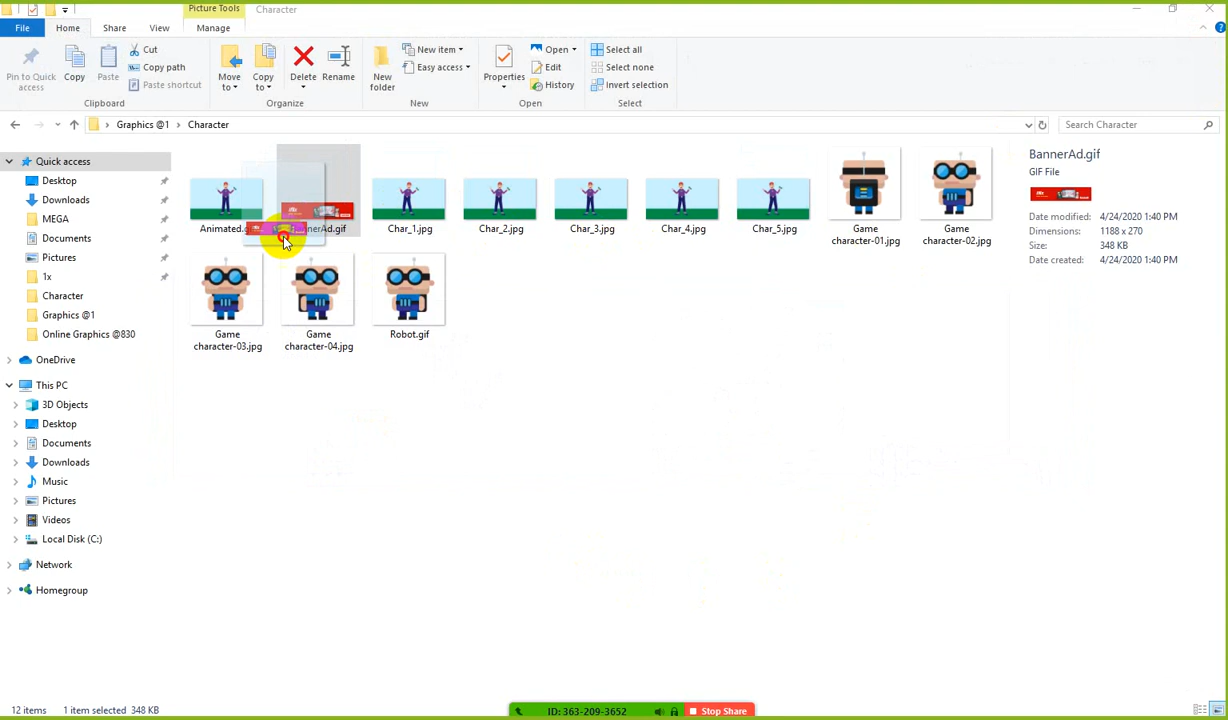 Picture Tools
Character
File
Home
Share
View
Manage
Pin to Quick
access
Copy
Paste
Cut
Copy path
Paste shortcut
Clipboard
Move
to
Copy
to
Delete
Rename
Organize
New
folder
New item
Easy access
New
Properties
Open
Edit
History
Open
Select all
Select none
Invert selection
Select
Graphics @1
Character
Search Character
Quick access
Desktop
Downloads
MEGA
Documents
Pictures
1x
Character
Graphics @1
Online Graphics @830
OneDrive
This PC
3D Objects
Desktop
Documents
Downloads
Music
Pictures
Videos
Local Disk (C:)
Network
Homegroup
Char_1.jpg
Char_2.jpg
Char_3.jpg
Char_4.jpg
Char_5.jpg
Game
character-01.jpg
Game
character-02.jpg
Game
character-03.jpg
Game
character-04.jpg
Robot.gif
BannerAd.gif
GIF File
Date modified: 4/24/2020 1:40 PM
Dimensions: 1188 x 270
Size: 348 KB
Date created: 4/24/2020 1:40 PM
12 items
1 item selected 348 KB
ID: 363-209-3652
Stop Share